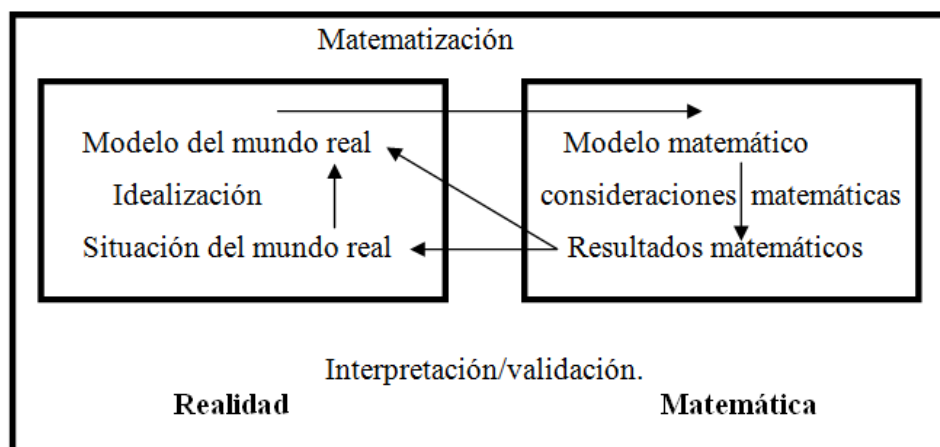 Matematización
Modelo del mundo real
Modelo matemático
Idealización
consideraciones matemáticas
Situación del mundo real
Resultados matemáticos
Interpretación/validación.
Realidad
Matemática